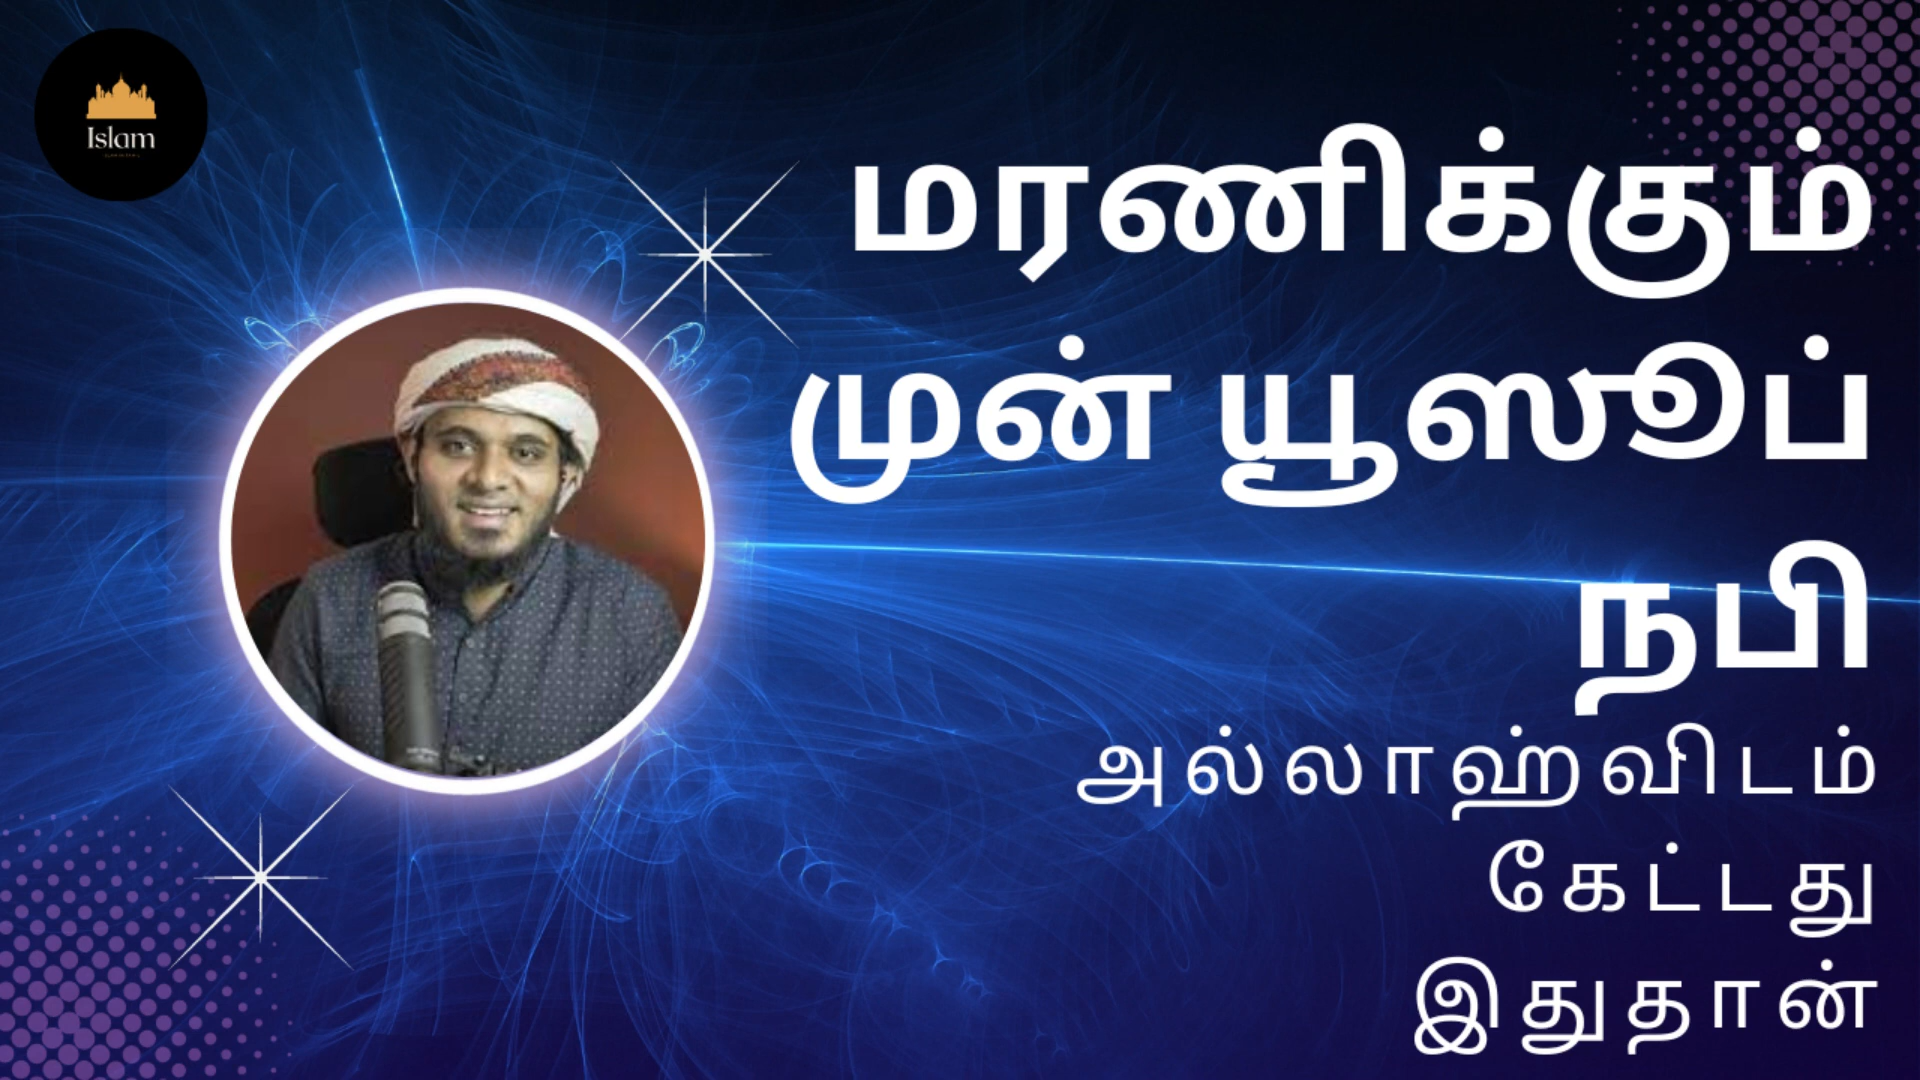 Islam
மரணிக்கும்
முன் யூஸூப்
நபி
அல்லாஹ்விடம்
கேட்டது
இதுதான்